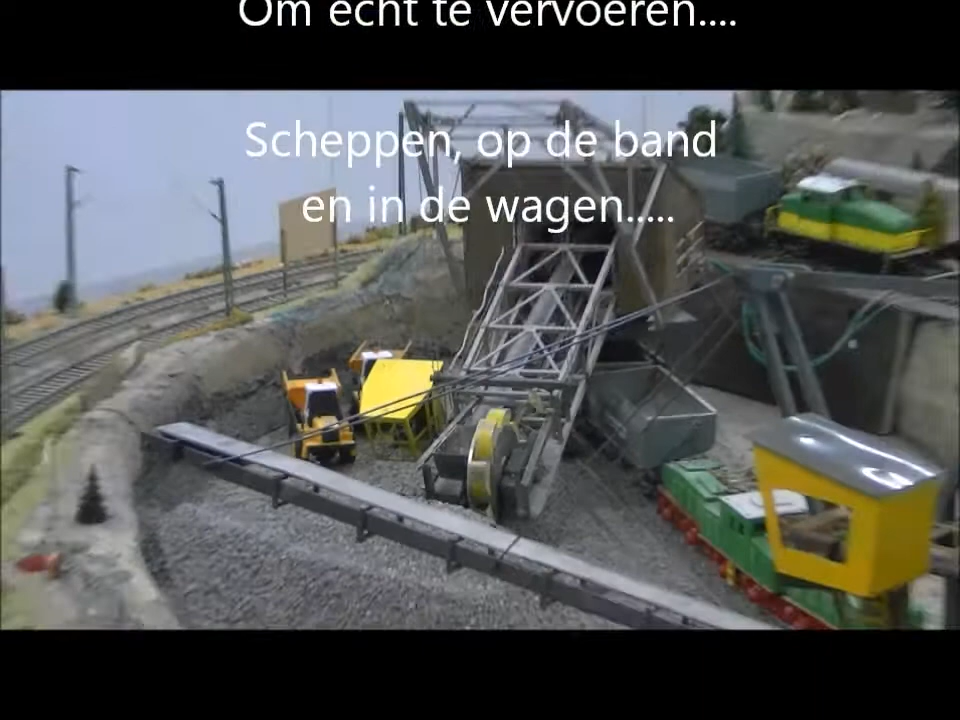 Om echt te vervoeren....
Scheppen, op de band
en in de wagen.....